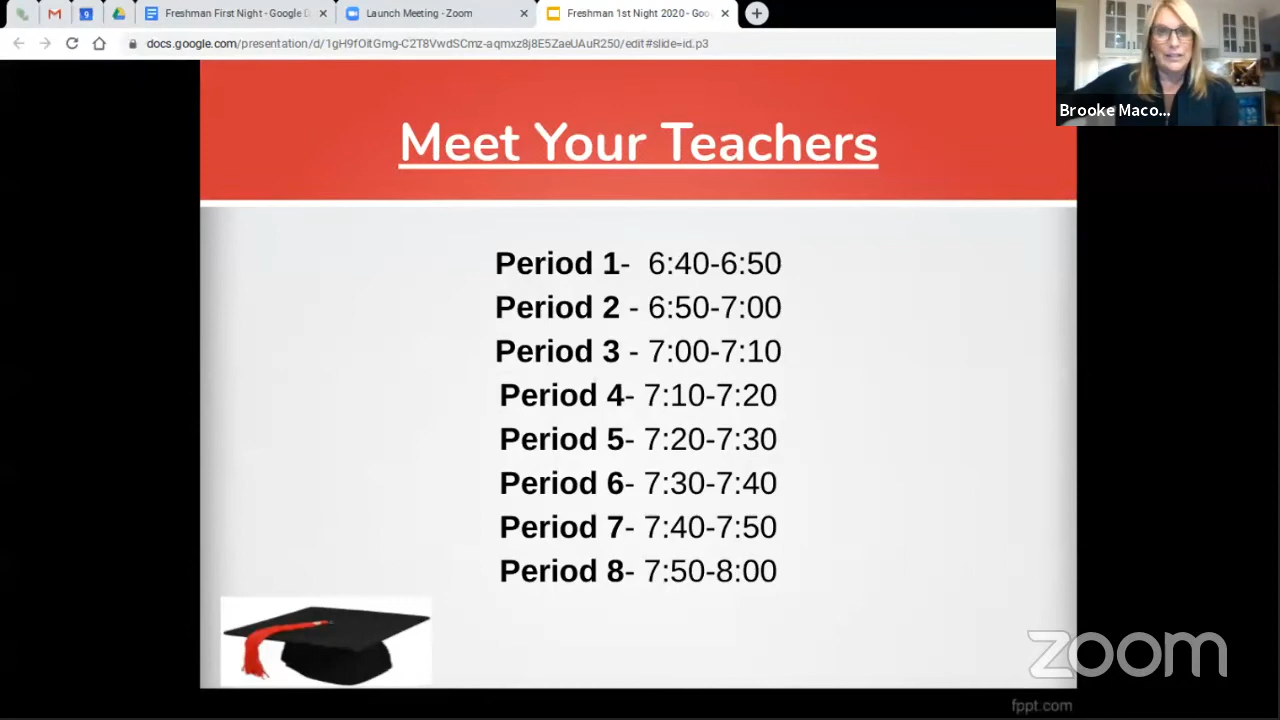 Freshman First Night - Google D
Launch Meeting - Zoom
Freshman 1st Night 2020 - Goo
docs.google.com/presentation/d/1gH9fOitGmg-C2T8VwdSCmz-aqmxz8j8E5ZaeUAuR250/edit#slide=id.p3
Brooke Maco...
Meet Your Teachers
Period 1-  6:40-6:50
Period 2 - 6:50-7:00
Period 3 - 7:00-7:10
Period 4- 7:10-7:20
Period 5- 7:20-7:30
Period 6- 7:30-7:40
Period 7- 7:40-7:50
Period 8- 7:50-8:00
zoom
fppt.com